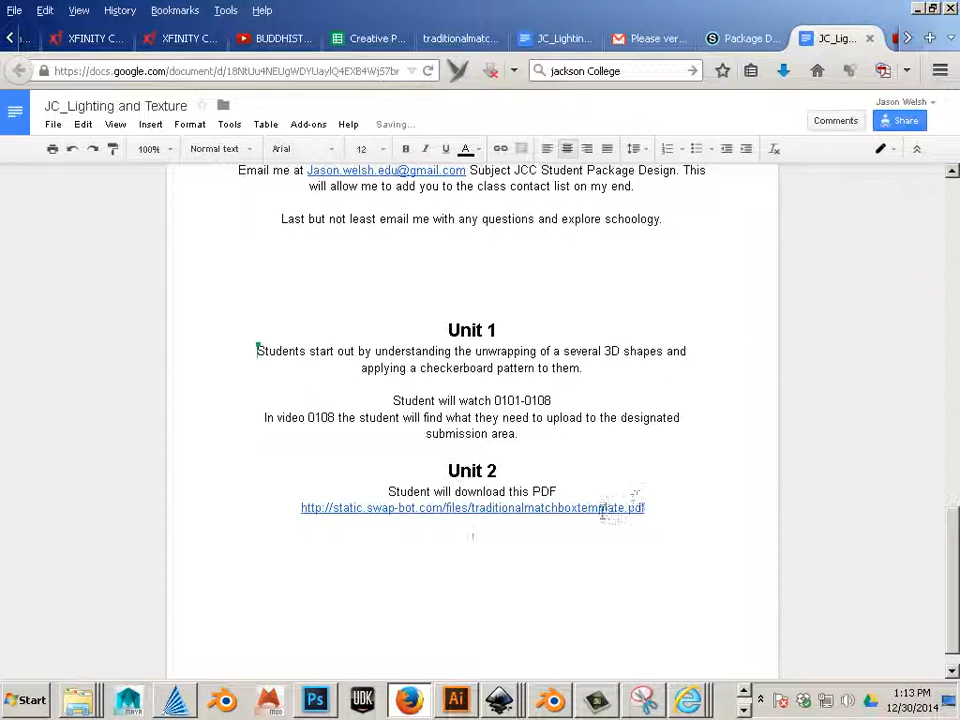 File Edit View History Bookmarks Tools Help
XFINITY C... XFINITY C... BUDDHIST... Creative P... traditionalmatc... JC_Lightin... Please ver... Package D... JC_Lig...
https://docs.google.com/document/d/18NtUu4NEUgWDYUaylQ4EXB4Wj57br
jackson College
JC_Lighting and Texture
Jason Welsh
File Edit View Insert Format Tools Table Add-ons Help Saving...
Comments Share
100% Normal text Arial 12 B I U A
Email me at Jason.welsh.edu@gmail.com Subject JCC Student Package Design. This
will allow me to add you to the class contact list on my end.
Last but not least email me with any questions and explore schoology.
Unit 1
Students start out by understanding the unwrapping of a several 3D shapes and
applying a checkerboard pattern to them.
Student will watch 0101-0108
In video 0108 the student will find what they need to upload to the designated
submission area.
Unit 2
Student will download this PDF
http://static.swap-bot.com/files/traditionalmatchboxtemplate.pdf
Start MAYA MUD Ps UDK Ai
1:13 PM
12/30/2014